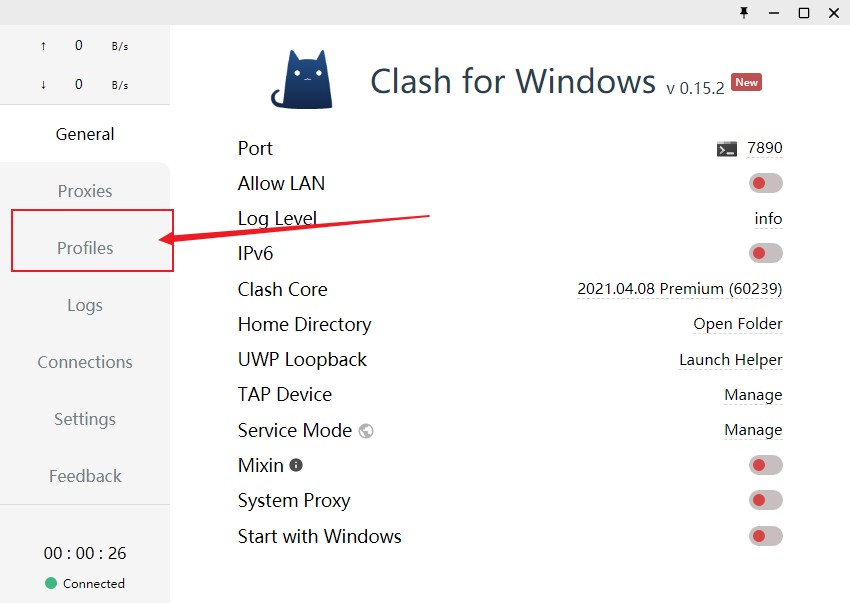 ↑ 0 B/s
↓ 0 B/s
General
Proxies
Profiles
Logs
Connections
Settings
Feedback
00 : 00 : 26
Connected
Clash for Windows v 0.15.2 New
Port 7890
Allow LAN
Log Level info
IPv6
Clash Core 2021.04.08 Premium (60239)
Home Directory Open Folder
UWP Loopback Launch Helper
TAP Device Manage
Service Mode Manage
Mixin
System Proxy
Start with Windows